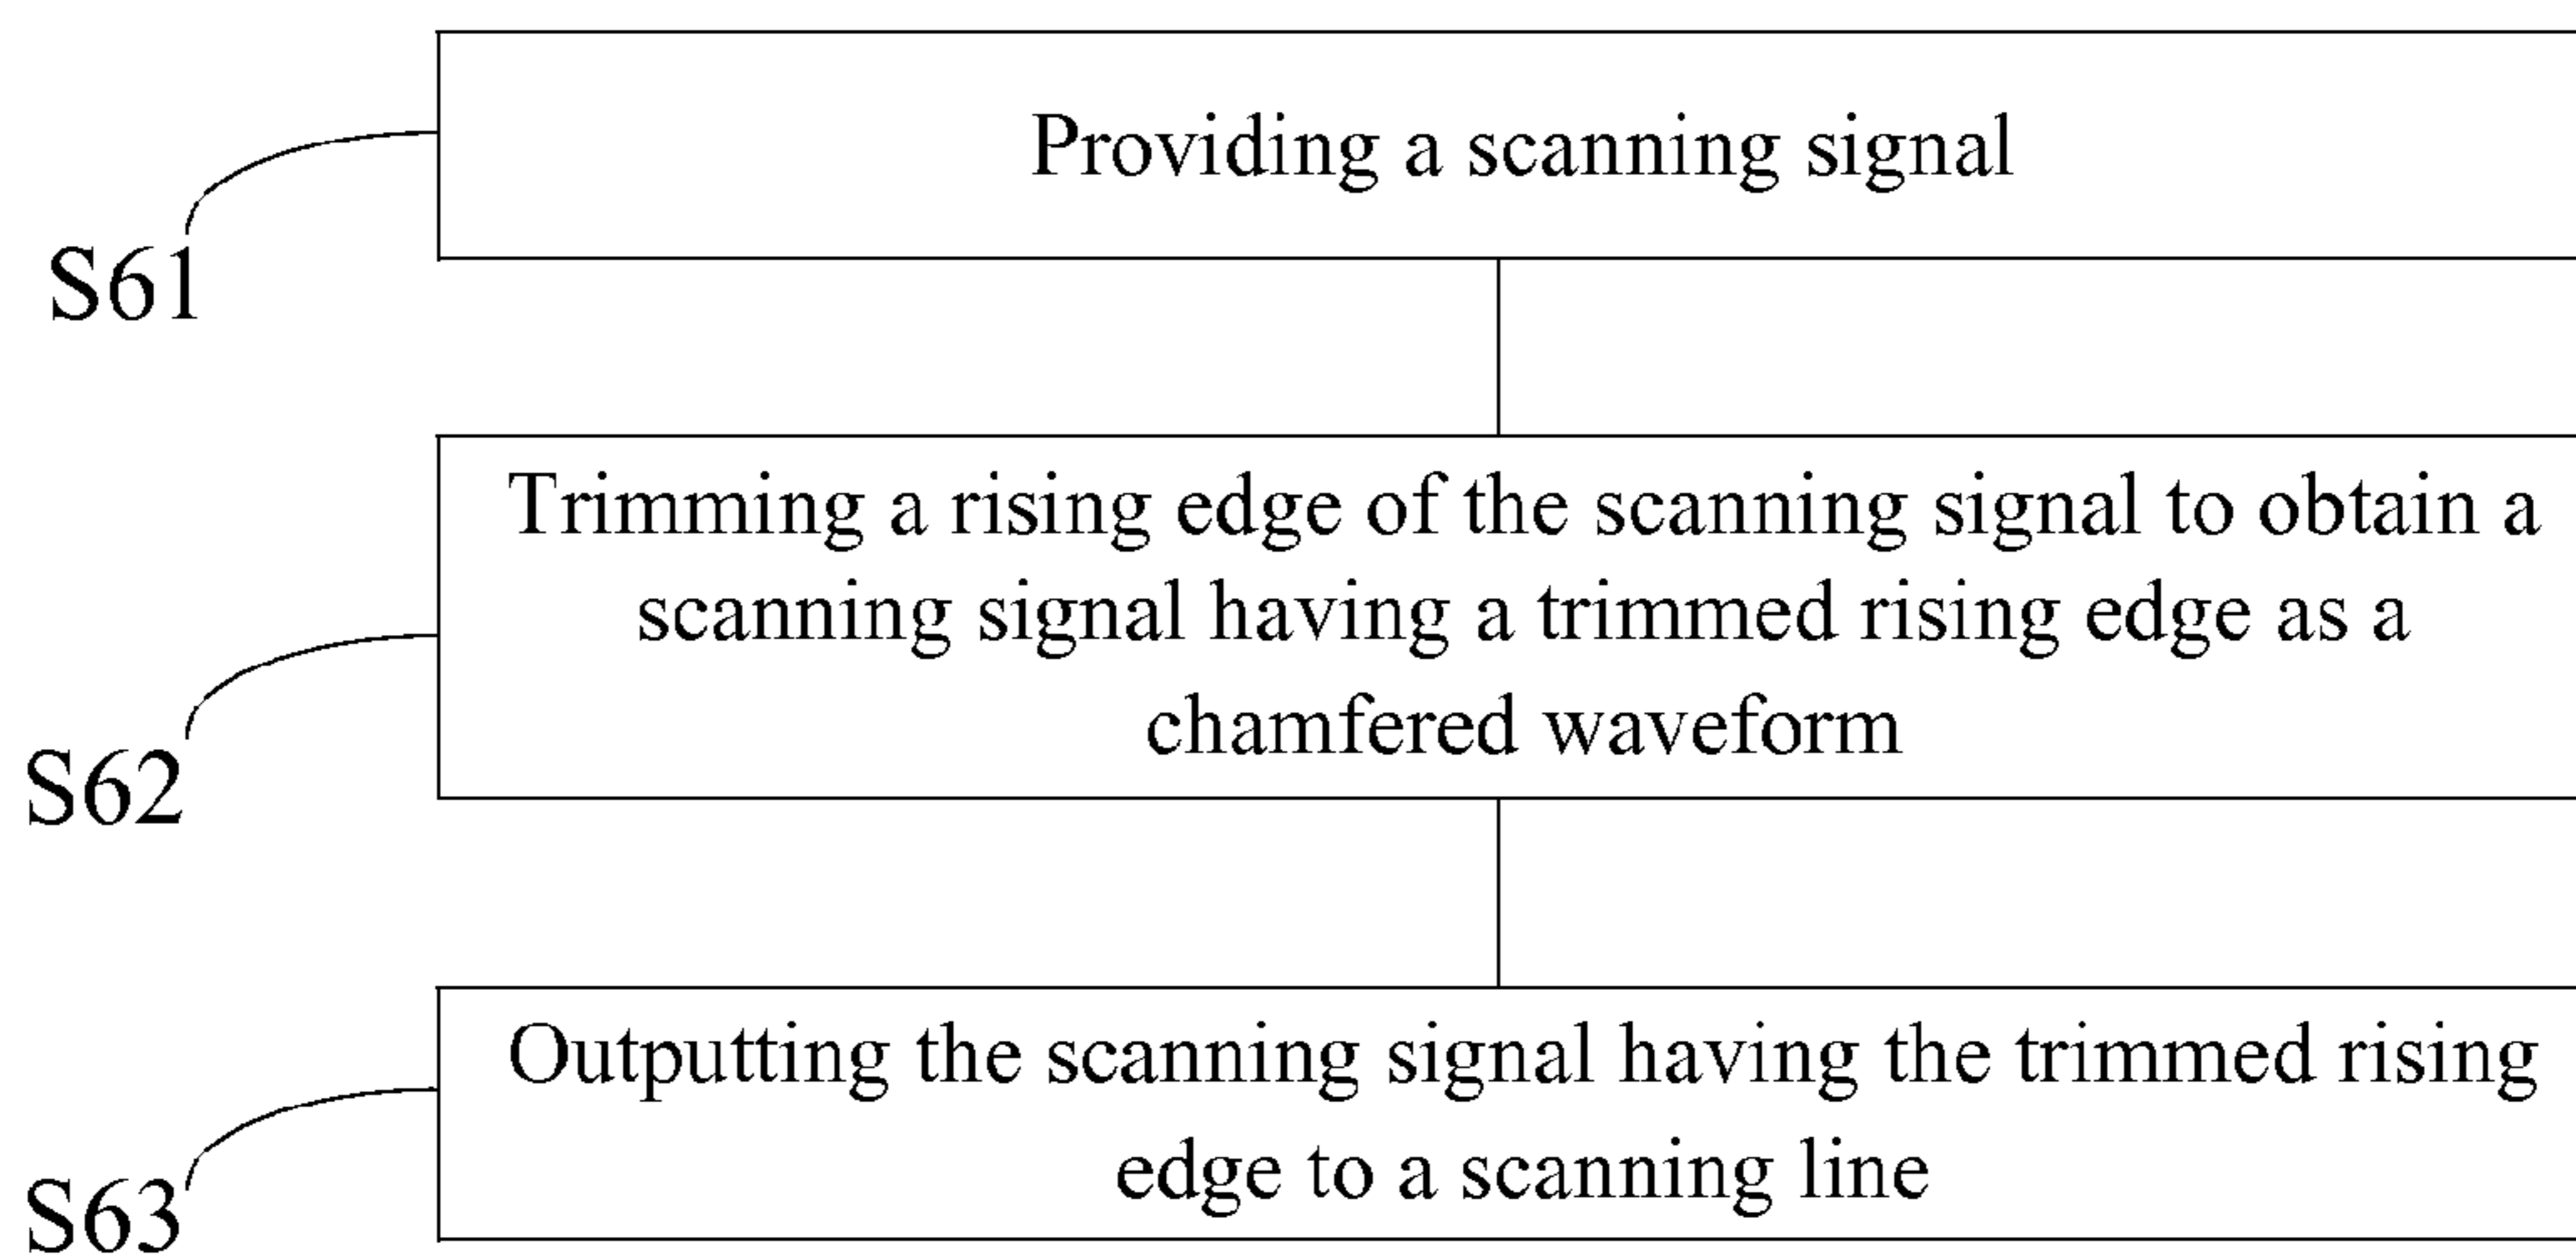 Providing a scanning signal
S61
Trimming a rising edge of the scanning signal to obtain a
scanning signal having a trimmed rising edge as a
chamfered waveform
S62
Outputting the scanning signal having the trimmed rising
edge to a scanning line
S63